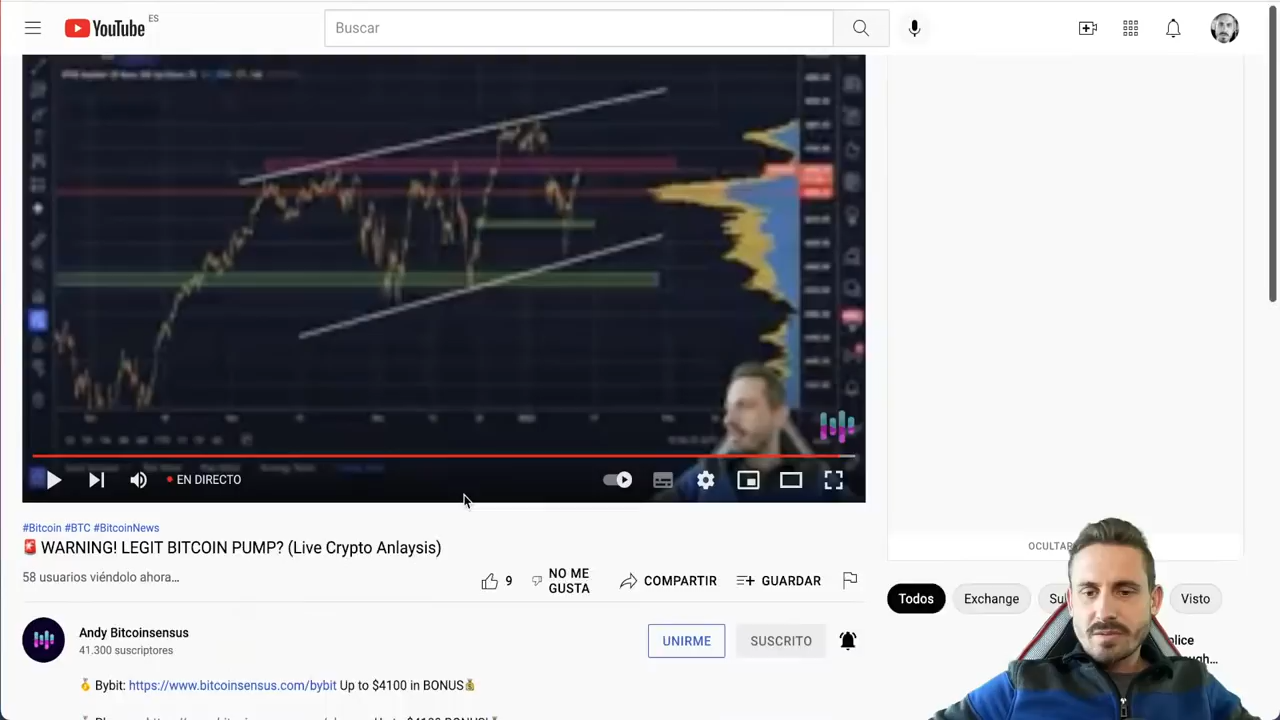 YouTube ES
Buscar
EN DIRECTO
#Bitcoin #BTC #BitcoinNews
🚨 WARNING! LEGIT BITCOIN PUMP? (Live Crypto Anlaysis)
58 usuarios viéndolo ahora...
9
NO ME
GUSTA
COMPARTIR
GUARDAR
OCULTAR
Todos
Exchange
Visto
Andy Bitcoinsensus
41.300 suscriptores
UNIRME
SUSCRITO
🥇 Bybit: https://www.bitcoinsensus.com/bybit Up to $4100 in BONUS💰